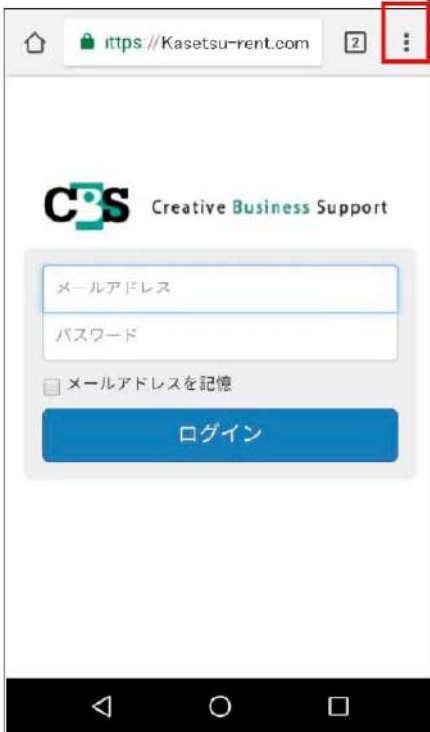 ttps://Kasetsu-rent.com 2
CBS Creative Business Support
メールアドレス
パスワード
メールアドレスを記憶
ログイン